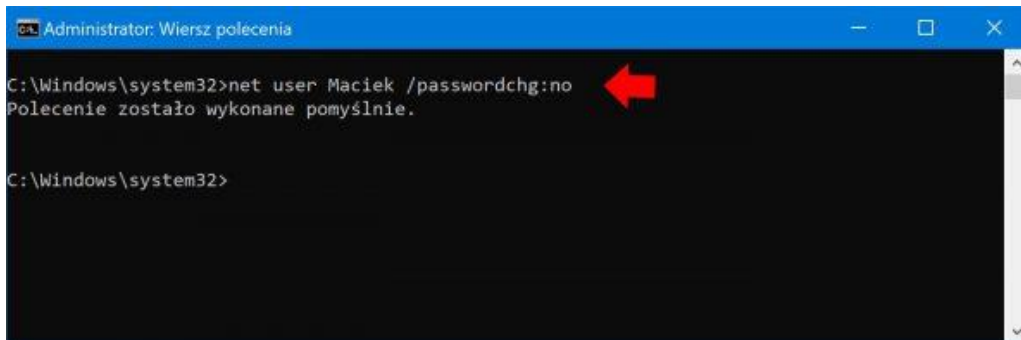 Administrator: Wiersz polecenia
C:\Windows\system32>net user Maciek /passwordchg:no
Polecenie zostało wykonane pomyślnie.
C:\Windows\system32>